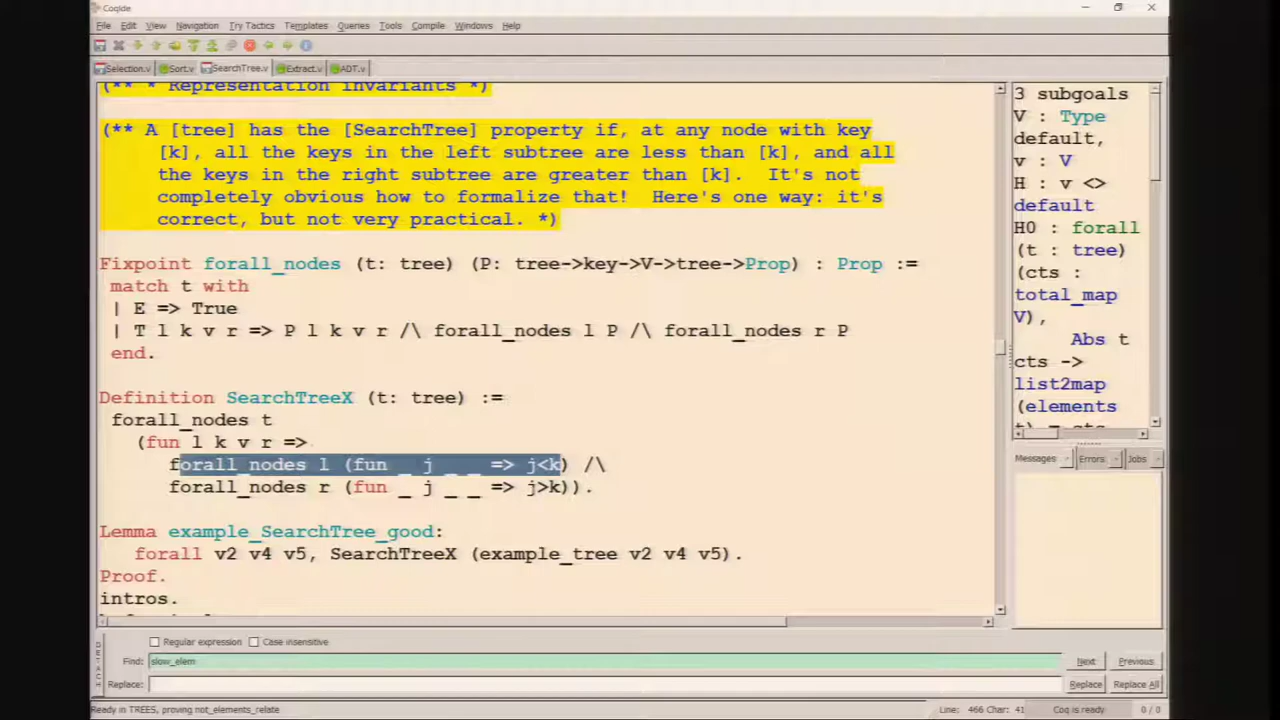 CoqIde
File Edit View Navigation Try Tactics Templates Queries Tools Compile Windows Help
Selection.v Sort.v SearchTree.v Extract.v ADT.v
(** * Representation invariants *)
(** A [tree] has the [SearchTree] property if, at any node with key
[k], all the keys in the left subtree are less than [k], and all
the keys in the right subtree are greater than [k].  It's not
completely obvious how to formalize that!  Here's one way: it's
correct, but not very practical. *)
Fixpoint forall_nodes (t: tree) (P: tree->key->V->tree->Prop) : Prop :=
match t with
| E => True
| T l k v r => P l k v r /\ forall_nodes l P /\ forall_nodes r P
end.
Definition SearchTreeX (t: tree) :=
forall_nodes t
(fun l k v r =>
forall_nodes l (fun _ j _ _ => j<k) /\
forall_nodes r (fun _ j _ _ => j>k)).
Lemma example_SearchTree_good:
forall v2 v4 v5, SearchTreeX (example_tree v2 v4 v5).
Proof.
intros.
3 subgoals
V : Type
default,
v : V
H : v <>
default
H0 : forall
(t : tree)
(cts :
total_map
V),
Abs t
cts ->
list2map
(elements
t) = cts
Messages Errors Jobs
Regular expression Case insensitive
Find: slow_elem Next Previous
Replace: Replace Replace All
Ready in TREES, proving not_elements_relate Line: 466 Char: 41 Coq is ready 0 / 0
DETACH